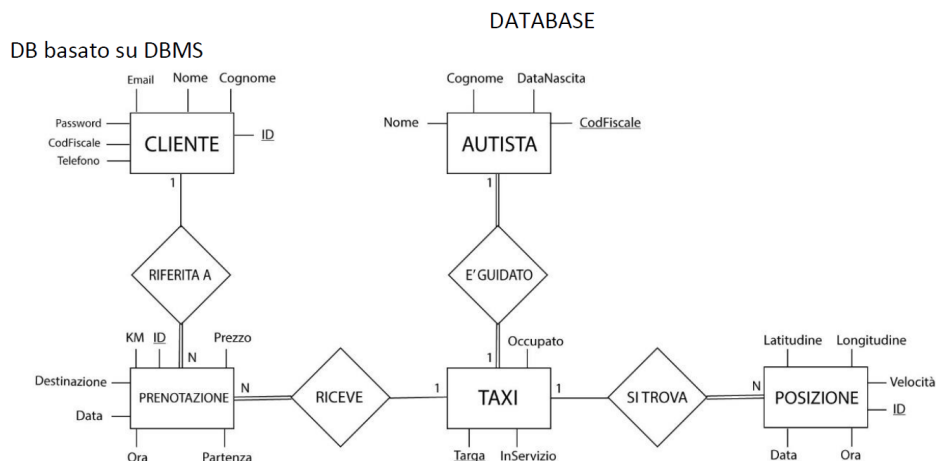 DATABASE
DB basato su DBMS
Email Nome Cognome
Password
CodFiscale
Telefono
CLIENTE
ID
Cognome DataNascita
Nome
AUTISTA
CodFiscale
1
1
RIFERITA A
E' GUIDATO
N
1
KM ID Prezzo
Destinazione
Data
PRENOTAZIONE
Ora Partenza
N
RICEVE
1
Occupato
TAXI
Targa InServizio
1
SI TROVA
N
Latitudine Longitudine
POSIZIONE
Velocità
ID
Data Ora